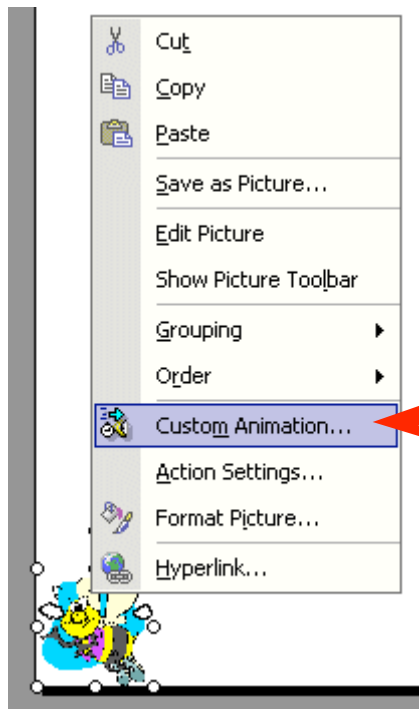 Cut
Copy
Paste
Save as Picture...
Edit Picture
Show Picture Toolbar
Grouping
Order
Custom Animation...
Action Settings...
Format Picture...
Hyperlink...